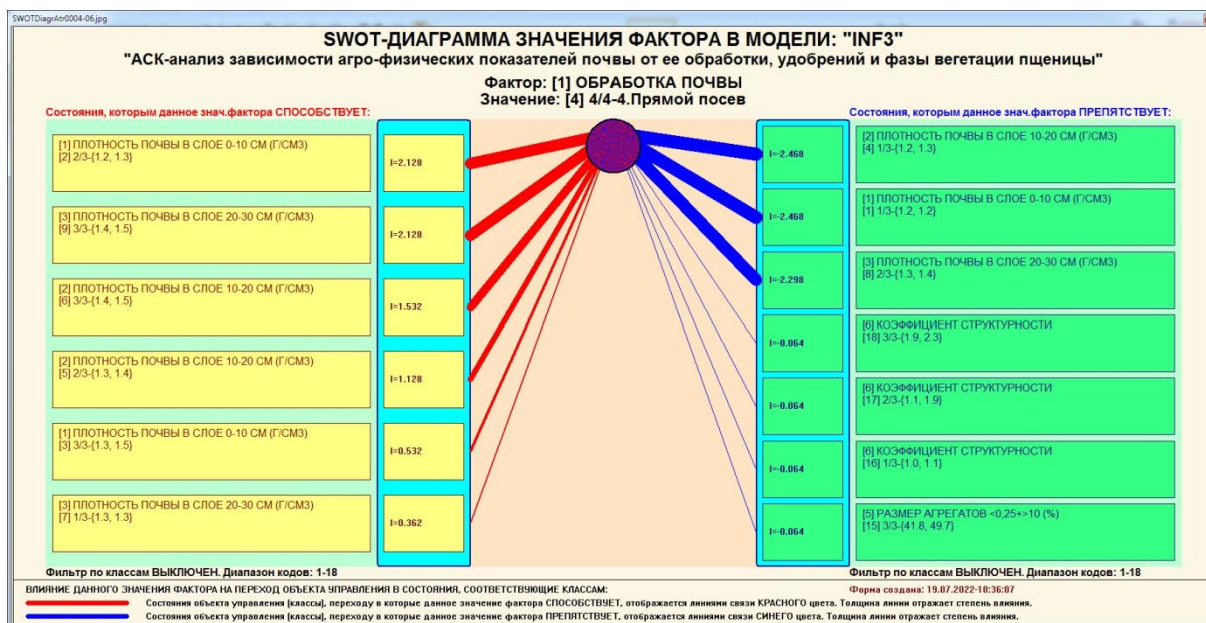 SWOTDiagrAtr0004-06.jpg
SWOT-ДИАГРАММА ЗНАЧЕНИЯ ФАКТОРА В МОДЕЛИ: "INF3"
"АСК-анализ зависимости агро-физических показателей почвы от ее обработки, удобрений и фазы вегетации пщеницы"
Фактор: [1] ОБРАБОТКА ПОЧВЫ
Значение: [4] 4/4-4.Прямой посев
Состояния, которым данное знач.фактора СПОСОБСТВУЕТ:
[1] ПЛОТНОСТЬ ПОЧВЫ В СЛОЕ 0-10 СМ (Г/СМ3)
[2] 2/3-{1.2, 1.3}
I=2.128
[3] ПЛОТНОСТЬ ПОЧВЫ В СЛОЕ 20-30 СМ (Г/СМ3)
[9] 3/3-{1.4, 1.5}
I=2.128
[2] ПЛОТНОСТЬ ПОЧВЫ В СЛОЕ 10-20 СМ (Г/СМ3)
[6] 3/3-{1.4, 1.5}
I=1.532
[2] ПЛОТНОСТЬ ПОЧВЫ В СЛОЕ 10-20 СМ (Г/СМ3)
[5] 2/3-{1.3, 1.4}
I=1.128
[1] ПЛОТНОСТЬ ПОЧВЫ В СЛОЕ 0-10 СМ (Г/СМ3)
[3] 3/3-{1.3, 1.5}
I=0.532
[3] ПЛОТНОСТЬ ПОЧВЫ В СЛОЕ 20-30 СМ (Г/СМ3)
[7] 1/3-{1.3, 1.3}
I=0.362
Фильтр по классам ВЫКЛЮЧЕН. Диапазон кодов: 1-18
Состояния, которым данное знач.фактора ПРЕПЯТСТВУЕТ:
I=-2.468
[2] ПЛОТНОСТЬ ПОЧВЫ В СЛОЕ 10-20 СМ (Г/СМ3)
[4] 1/3-{1.2, 1.3}
I=-2.468
[1] ПЛОТНОСТЬ ПОЧВЫ В СЛОЕ 0-10 СМ (Г/СМ3)
[1] 1/3-{1.2, 1.2}
I=-2.298
[3] ПЛОТНОСТЬ ПОЧВЫ В СЛОЕ 20-30 СМ (Г/СМ3)
[8] 2/3-{1.3, 1.4}
I=-0.064
[6] КОЭФФИЦИЕНТ СТРУКТУРНОСТИ
[18] 3/3-{1.9, 2.3}
I=-0.064
[6] КОЭФФИЦИЕНТ СТРУКТУРНОСТИ
[17] 2/3-{1.1, 1.9}
I=-0.064
[6] КОЭФФИЦИЕНТ СТРУКТУРНОСТИ
[16] 1/3-{1.0, 1.1}
I=-0.064
[5] РАЗМЕР АГРЕГАТОВ <0,25+>10 (%)
[15] 3/3-{41.8, 49.7}
Фильтр по классам ВЫКЛЮЧЕН. Диапазон кодов: 1-18
ВЛИЯНИЕ ДАННОГО ЗНАЧЕНИЯ ФАКТОРА НА ПЕРЕХОД ОБЪЕКТА УПРАВЛЕНИЯ В СОСТОЯНИЯ, СООТВЕТСТВУЮЩИЕ КЛАССАМ:
Форма создана: 19.07.2022-10:36:07
Состояния объекта управления (классы), переходу в которые данное значение фактора СПОСОБСТВУЕТ, отображается линиями связи КРАСНОГО цвета. Толщина линии отражает степень влияния.
Состояния объекта управления (классы), переходу в которые данное значение фактора ПРЕПЯТСТВУЕТ, отображается линиями связи СИНЕГО цвета. Толщина линии отражает степень влияния.